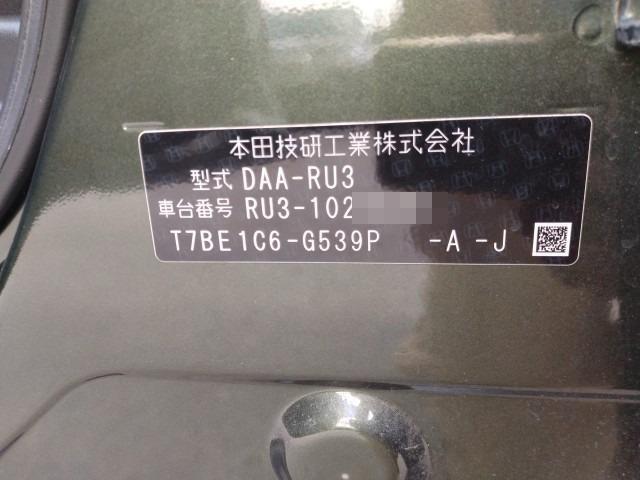 本田技研工業株式会社
型式 DAA-RU3
車台番号 RU3-102
T7BE1C6-G539P -A -J